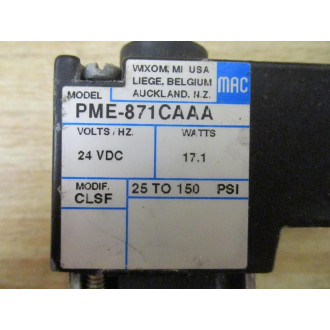 WIXOM, MI USA
LIEGE, BELGIUM
AUCKLAND, N.Z.
MAC
MODEL
PME-871CAAA
VOLTS / HZ. WATTS
24 VDC 17.1
MODIF. 25 TO 150 PSI
CLSF